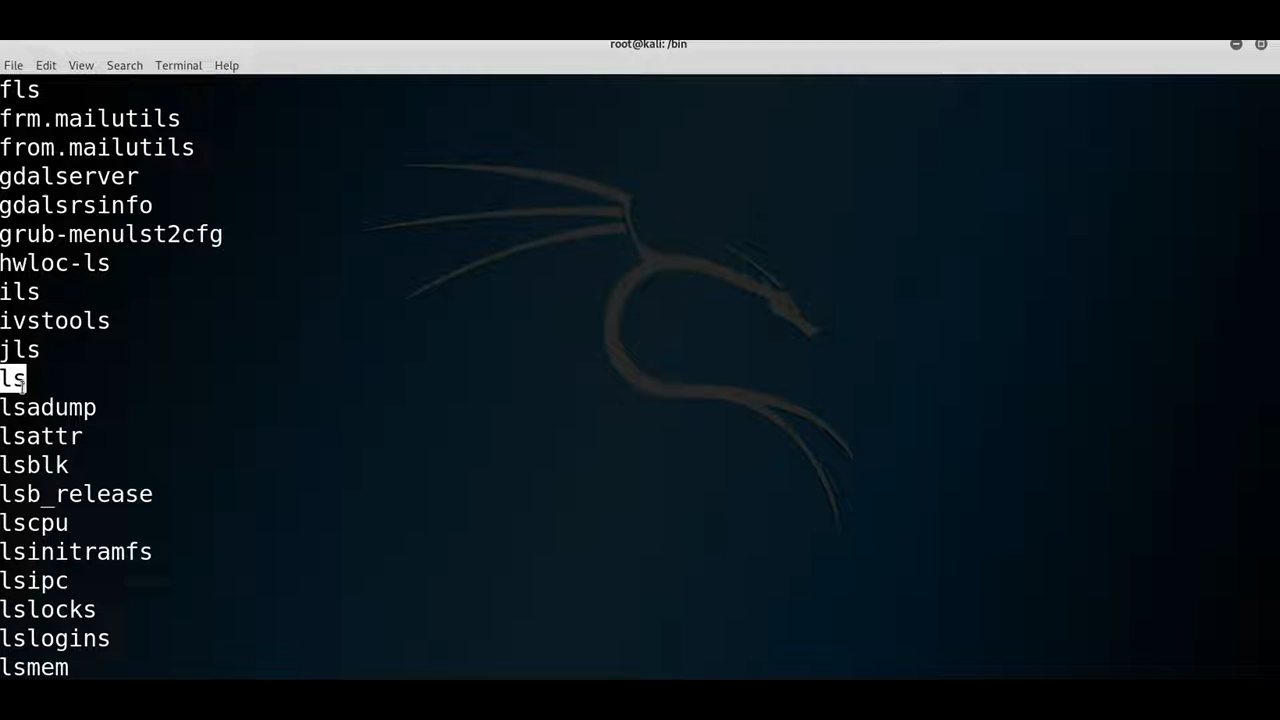 root@kali: /bin
File Edit View Search Terminal Help
fls
frm.mailutils
from.mailutils
gdalserver
gdalsrsinfo
grub-menulst2cfg
hwloc-ls
ils
ivstools
jls
ls
lsadump
lsattr
lsblk
lsb_release
lscpu
lsinitramfs
lsipc
lslocks
lslogins
lsmem